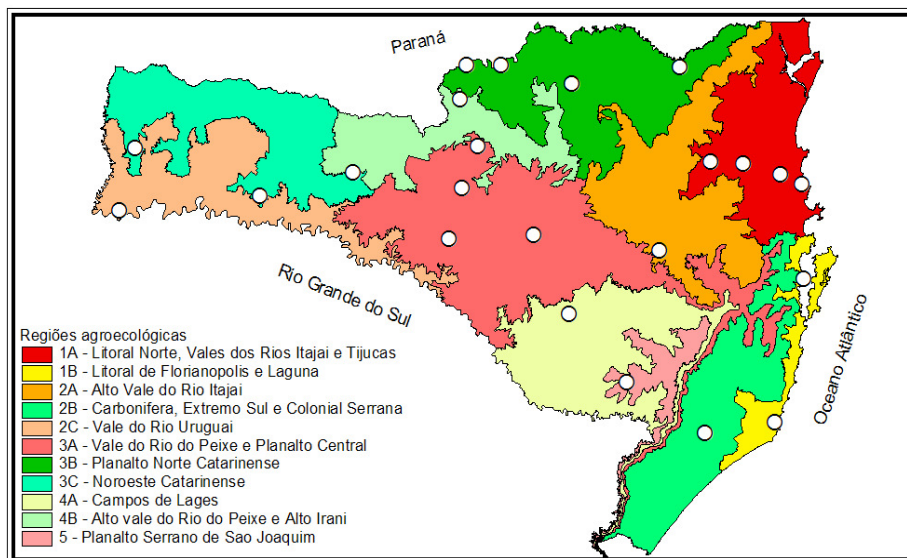 Paraná
Rio Grande do Sul
Oceano Atlântico
Regiões agroecológicas
1A - Litoral Norte, Vales dos Rios Itajai e Tijucas
1B - Litoral de Florianopolis e Laguna
2A - Alto Vale do Rio Itajai
2B - Carbonifera, Extremo Sul e Colonial Serrana
2C - Vale do Rio Uruguai
3A - Vale do Rio do Peixe e Planalto Central
3B - Planalto Norte Catarinense
3C - Noroeste Catarinense
4A - Campos de Lages
4B - Alto vale do Rio do Peixe e Alto Irani
5 - Planalto Serrano de Sao Joaquim